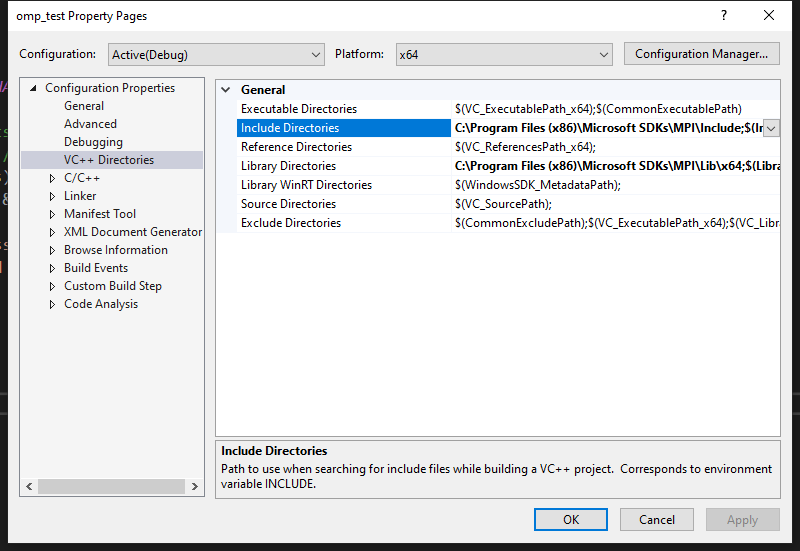 omp_test Property Pages
?
Configuration: Active(Debug) Platform: x64 Configuration Manager...
Configuration Properties
General
Advanced
Debugging
VC++ Directories
C/C++
Linker
Manifest Tool
XML Document Generator
Browse Information
Build Events
Custom Build Step
Code Analysis
General
Executable Directories $(VC_ExecutablePath_x64);$(CommonExecutablePath)
Include Directories C:\Program Files (x86)\Microsoft SDKs\MPI\Include;$(In
Reference Directories $(VC_ReferencesPath_x64);
Library Directories C:\Program Files (x86)\Microsoft SDKs\MPI\Lib\x64;$(Libra
Library WinRT Directories $(WindowsSDK_MetadataPath);
Source Directories $(VC_SourcePath);
Exclude Directories $(CommonExcludePath);$(VC_ExecutablePath_x64);$(VC_Libra
Include Directories
Path to use when searching for include files while building a VC++ project. Corresponds to environment
variable INCLUDE.
OK Cancel Apply